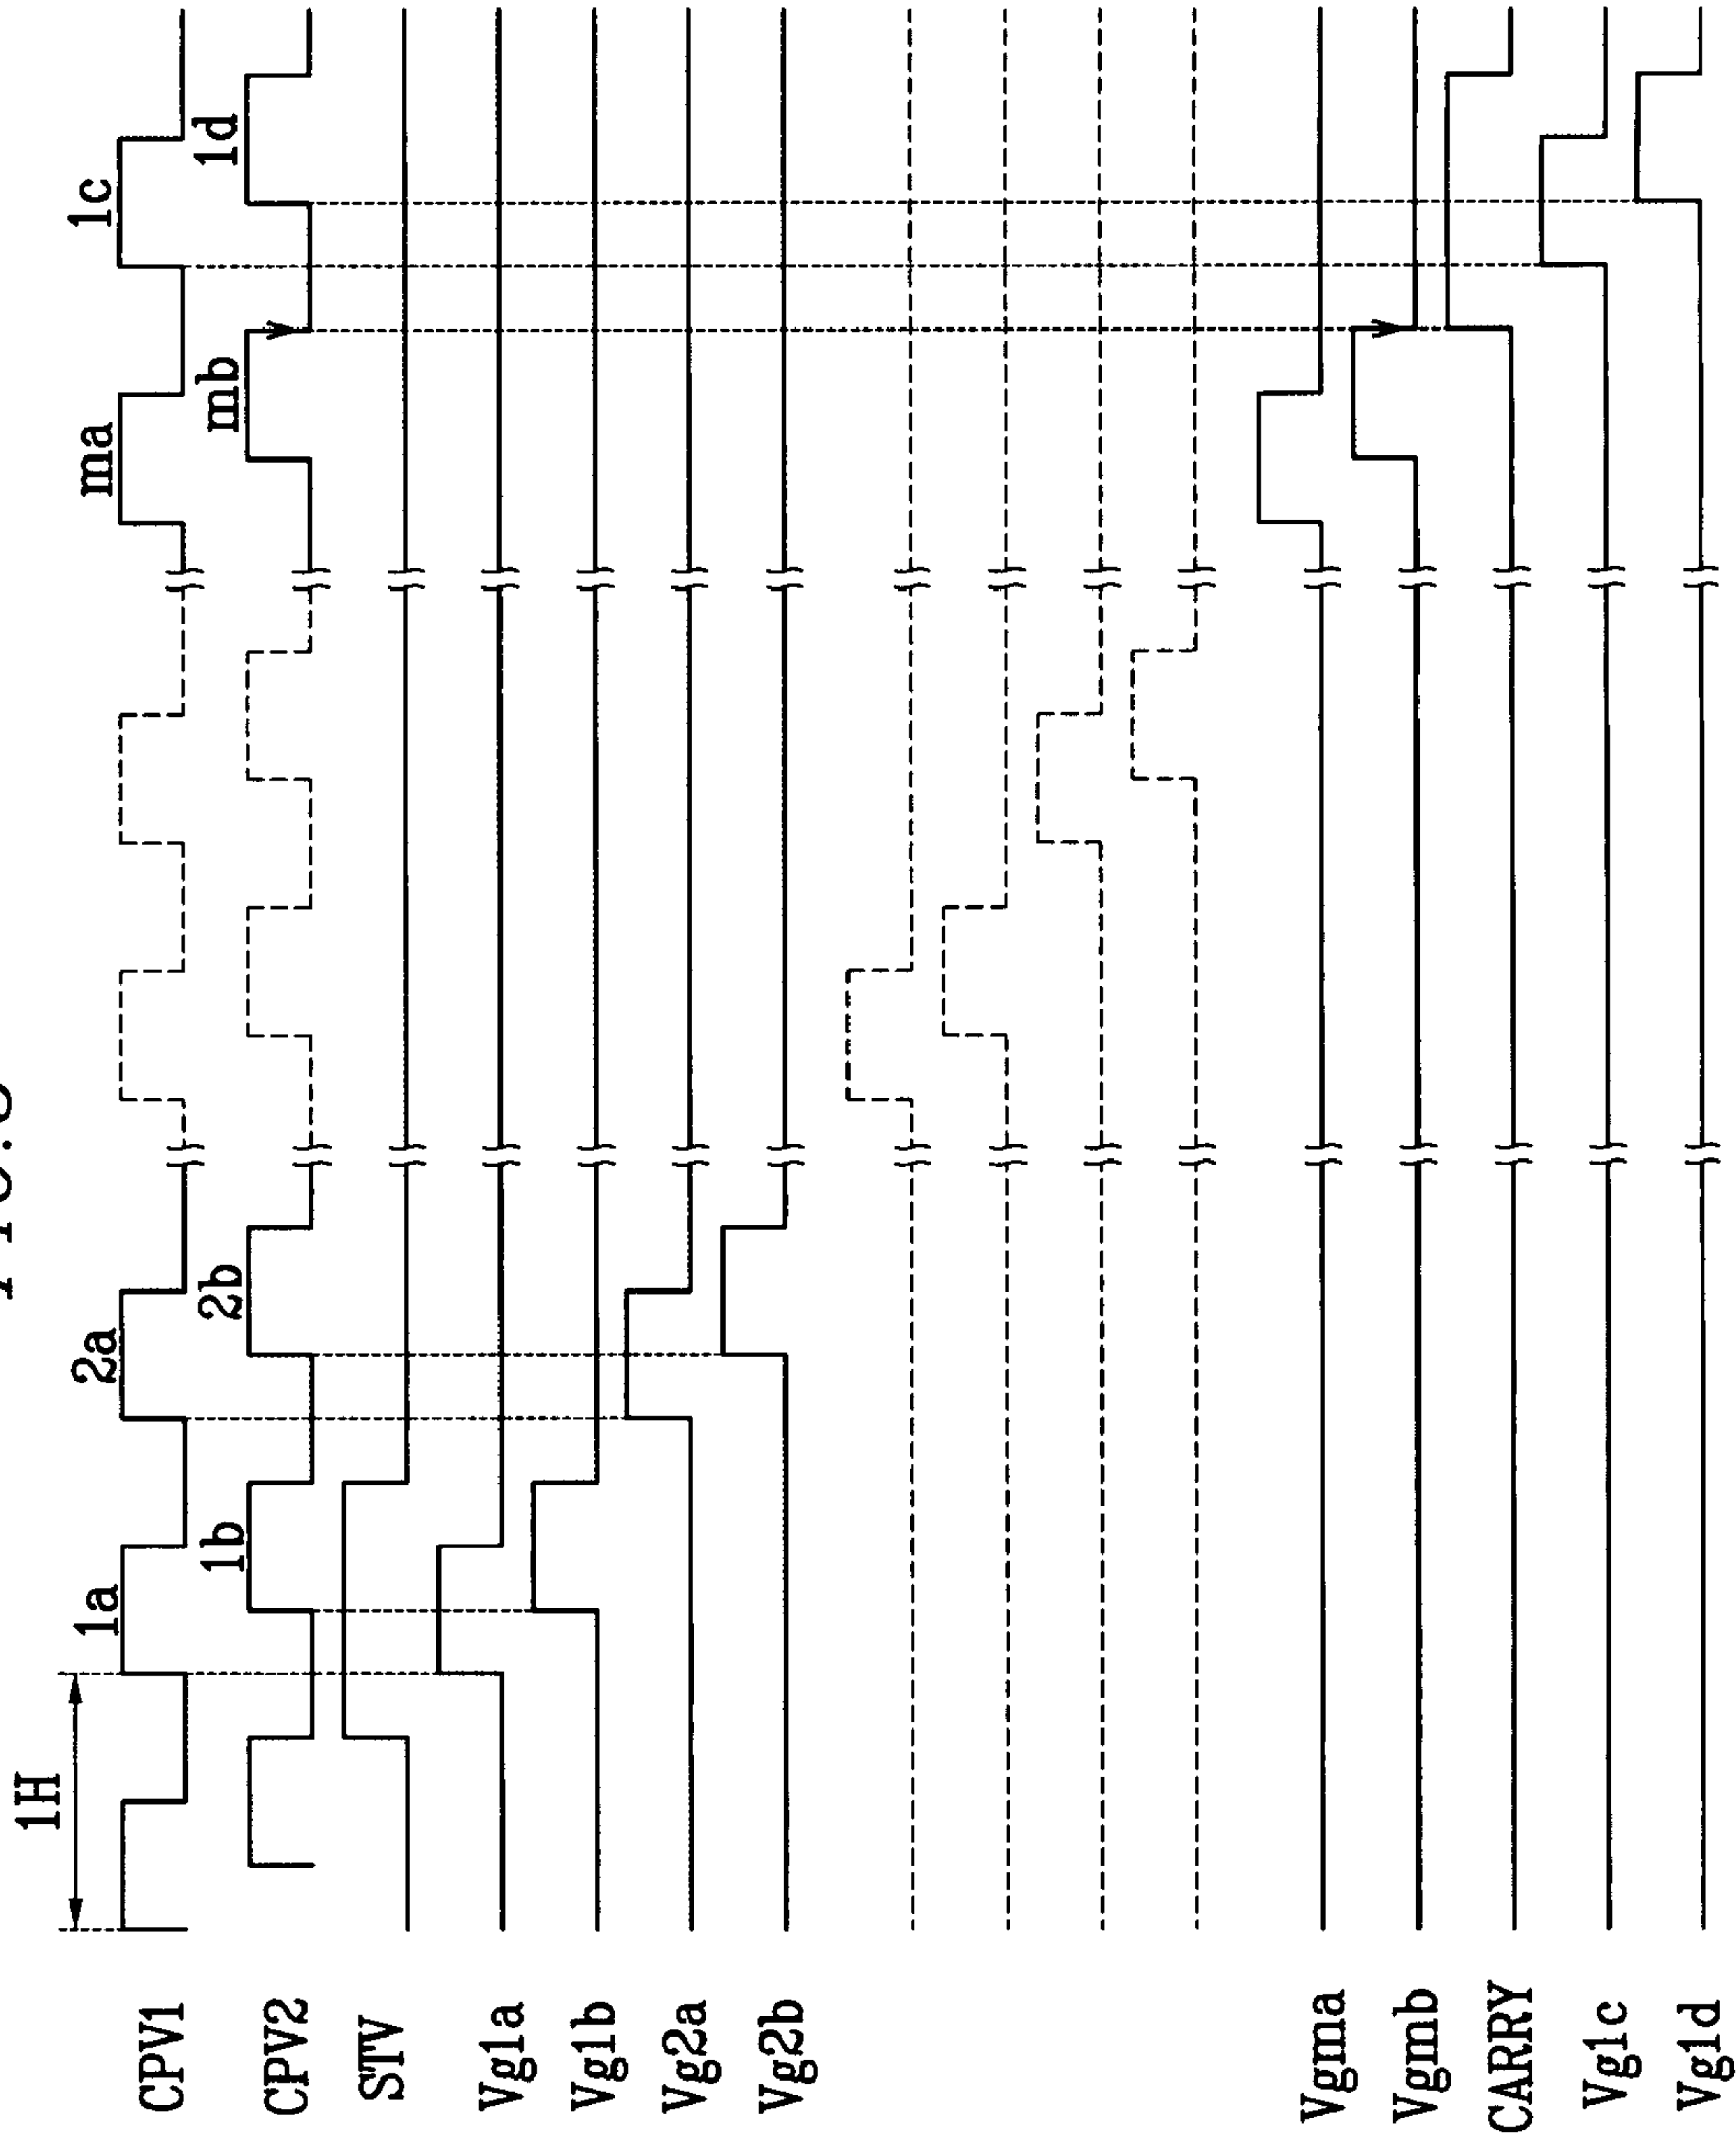 1H
CPV1 1a 2a ma 1c
CPV2 1b 2b mb 1d
STV
Vg1a
Vg1b
Vg2a
Vg2b
Vgma
Vgmb
CARRY
Vg1c
Vg1d